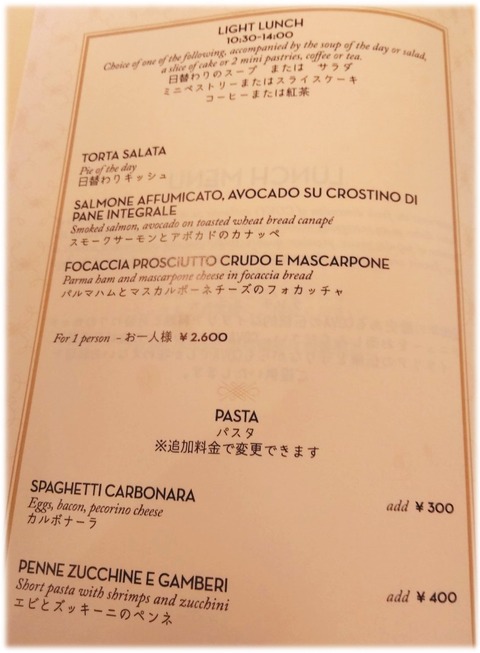 LIGHT LUNCH
10:30-14:00
Choice of one of the following, accompanied by the soup of the day or salad,
a slice of cake or 2 mini pastries, coffee or tea.
日替わりのスープ または サラダ
ミニペストリーまたはスライスケーキ
コーヒーまたは紅茶
TORTA SALATA
Pie of the day
日替わりキッシュ
SALMONE AFFUMICATO, AVOCADO SU CROSTINO DI
PANE INTEGRALE
Smoked salmon, avocado on toasted wheat bread canapé
スモークサーモンとアボカドのカナッペ
FOCACCIA PROSCIUTTO CRUDO E MASCARPONE
Parma ham and mascarpone cheese in focaccia bread
パルマハムとマスカルポーネチーズのフォカッチャ
For 1 person – お一人様 ¥2.600
PASTA
パスタ
※追加料金で変更できます
SPAGHETTI CARBONARA
Eggs, bacon, pecorino cheese
カルボナーラ
add ¥300
PENNE ZUCCHINE E GAMBERI
Short pasta with shrimps and zucchini
エビとズッキーニのペンネ
add ¥400